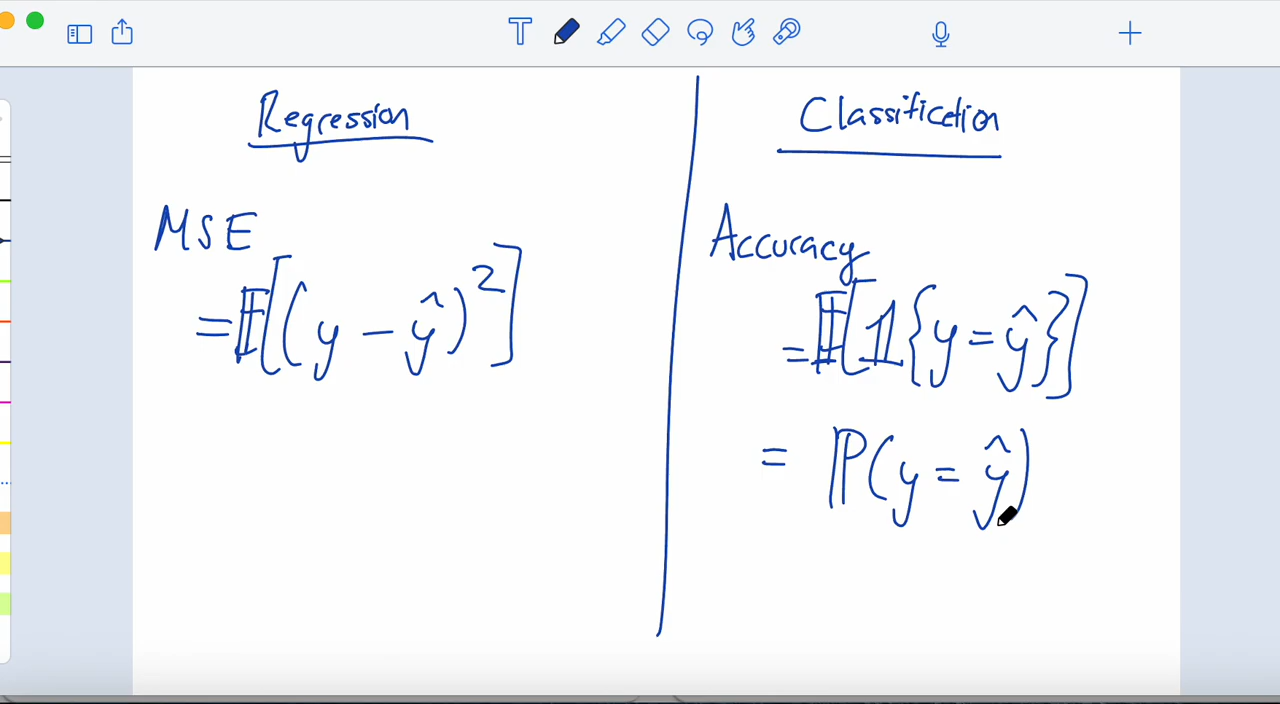 Regression
MSE
= 𝔼[(y − ŷ)²]
Classification
Accuracy
= 𝔼[𝟙{y = ŷ}]
= ℙ(y = ŷ)